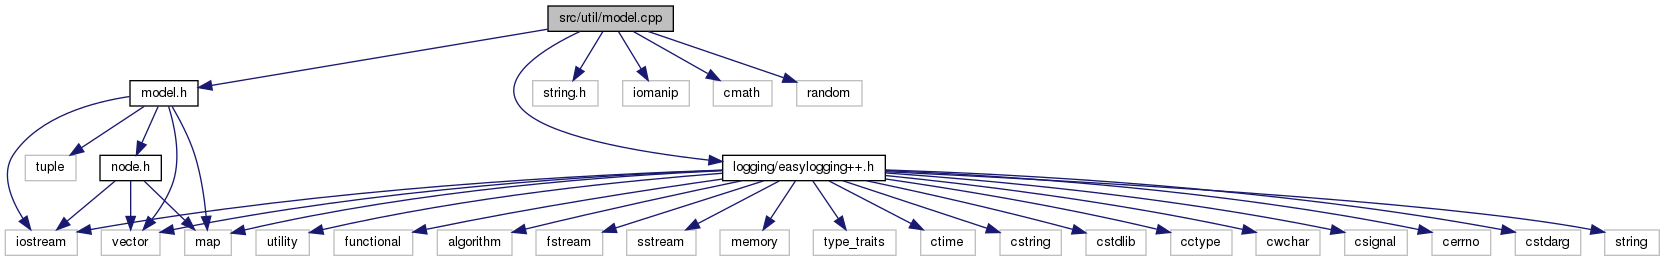 src/util/model.cpp
model.h
string.h
iomanip
cmath
random
tuple
node.h
logging/easylogging++.h
iostream
vector
map
utility
functional
algorithm
fstream
sstream
memory
type_traits
ctime
cstring
cstdlib
cctype
cwchar
csignal
cerrno
cstdarg
string